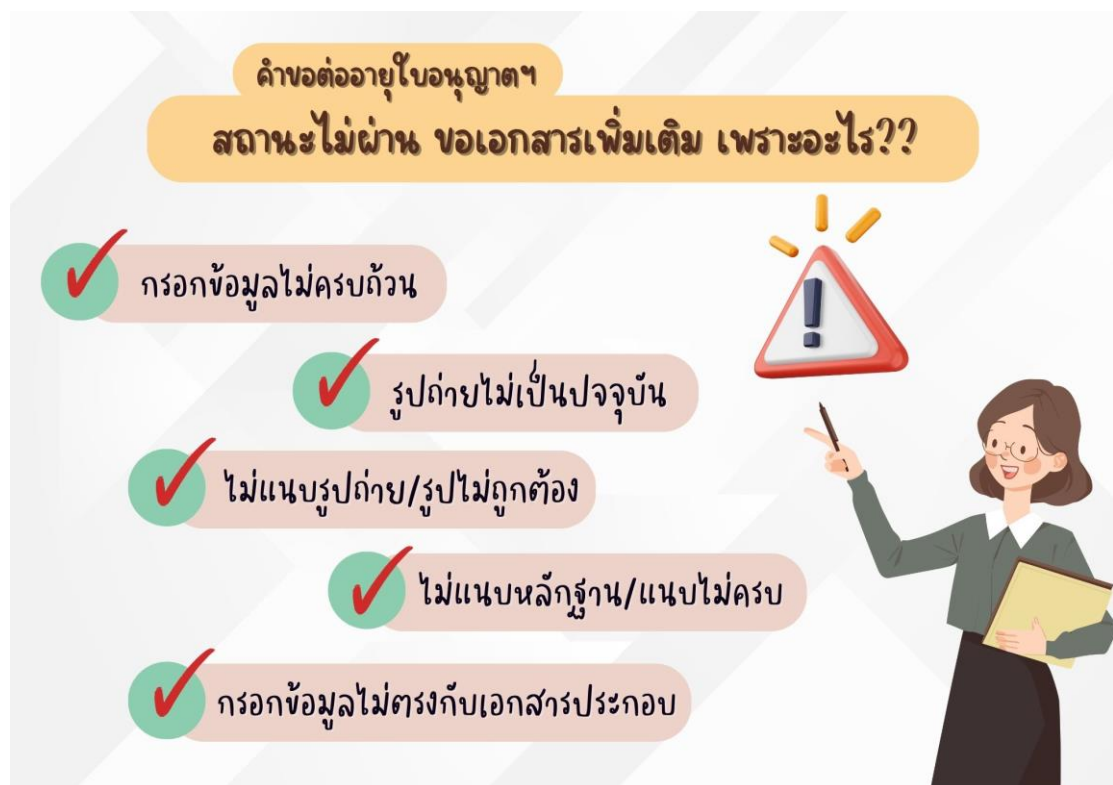 คำขอต่ออายุใบอนุญาตฯ
สถานะไม่ผ่าน ขอเอกสารเพิ่มเติม เพราะอะไร??
กรอกข้อมูลไม่ครบถ้วน
รูปถ่ายไม่เป็นปจจุบัน
ไม่แนบรูปถ่าย/รูปไม่ถูกต้อง
ไม่แนบหลักฐาน/แนบไม่ครบ
กรอกข้อมูลไม่ตรงกับเอกสารประกอบ